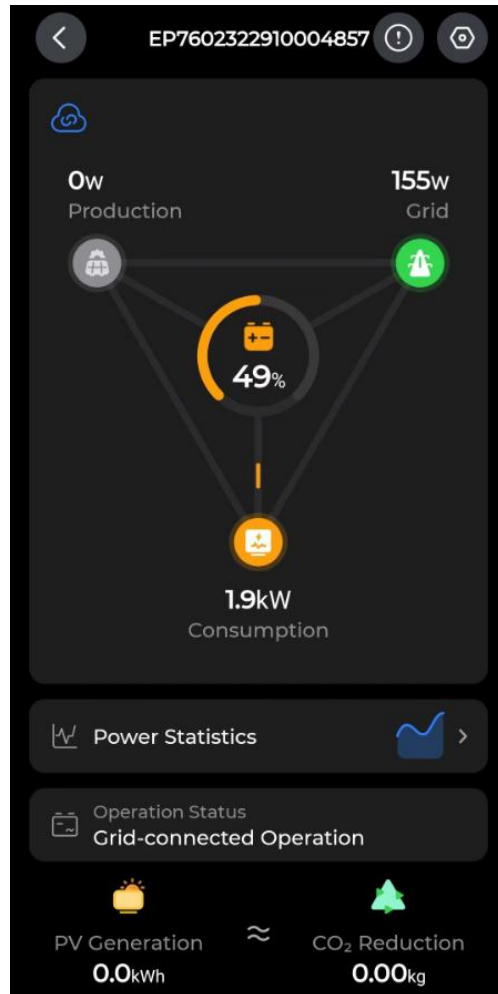 EP7602322910004857
0W
155W
Production
Grid
49%
1.9kW
Consumption
Power Statistics
Operation Status
Grid-connected Operation
PV Generation
≈
CO₂ Reduction
0.0kWh
0.00kg